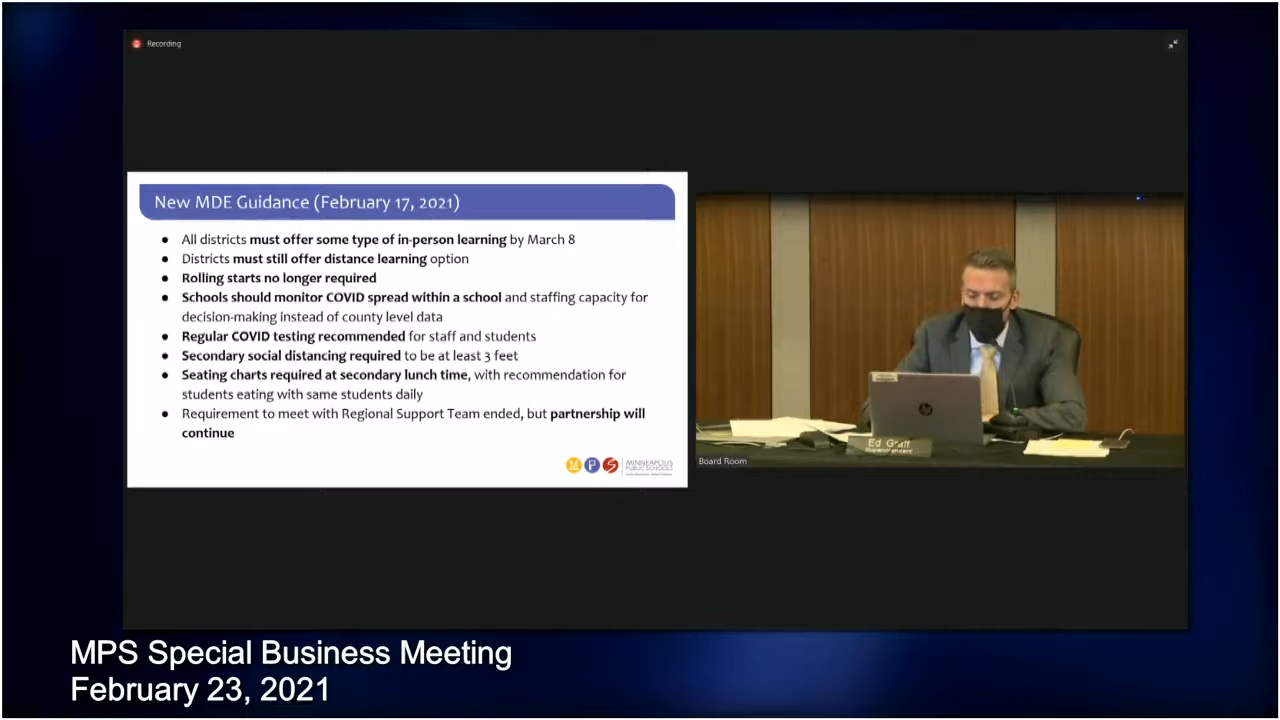 Recording
New MDE Guidance (February 17, 2021)
● All districts must offer some type of in-person learning by March 8
● Districts must still offer distance learning option
● Rolling starts no longer required
● Schools should monitor COVID spread within a school and staffing capacity for
decision-making instead of county level data
● Regular COVID testing recommended for staff and students
● Secondary social distancing required to be at least 3 feet
● Seating charts required at secondary lunch time, with recommendation for
students eating with same students daily
● Requirement to meet with Regional Support Team ended, but partnership will
continue
M P S MINNEAPOLIS
PUBLIC SCHOOLS
hp
Ed Graff
Superintendent
Board Room
MPS Special Business Meeting
February 23, 2021